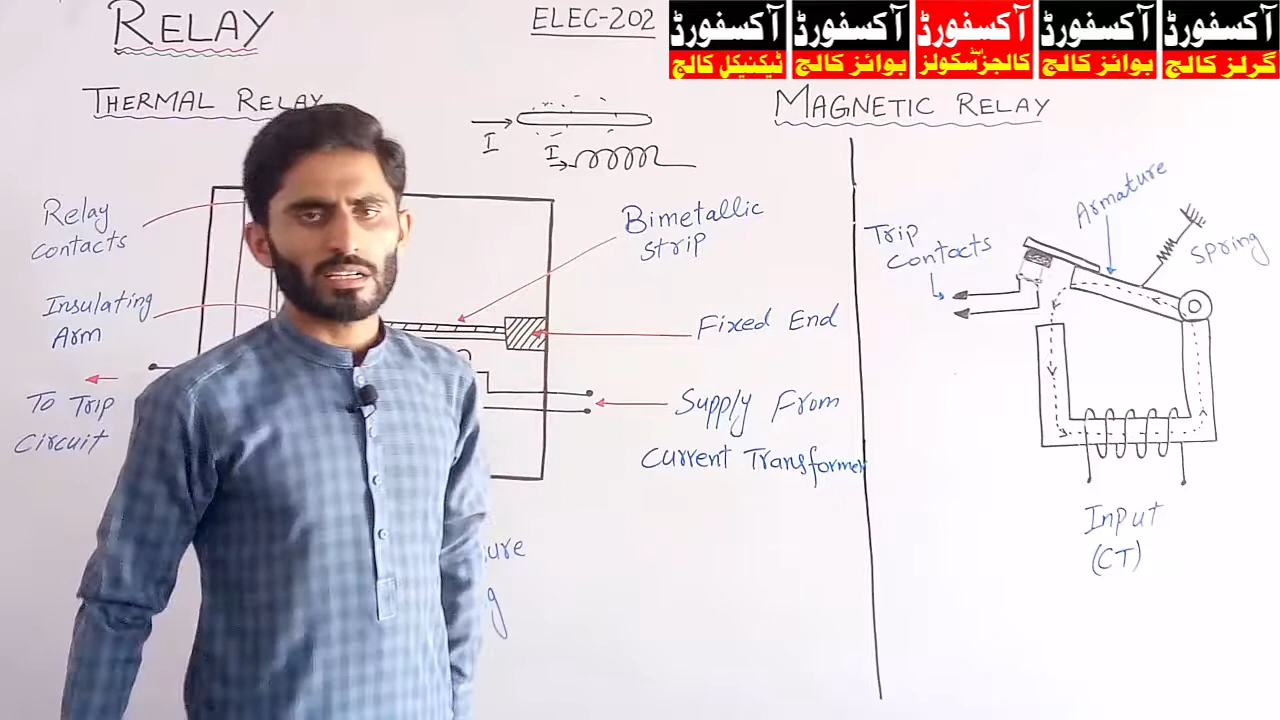 RELAY
ELEC-202
آکسفورڈ
ٹیکنیکل کالج
آکسفورڈ
بوائز کالج
آکسفورڈ
کالجز اینڈ سکولز
آکسفورڈ
بوائز کالج
آکسفورڈ
گرلز کالج
THERMAL RELAY
I
I
Relay
contacts
Insulating
Arm
To Trip
Circuit
Bimetallic
strip
Fixed End
Supply From
Current Transformer
MAGNETIC RELAY
Trip
Contacts
Armature
Spring
Input
(CT)